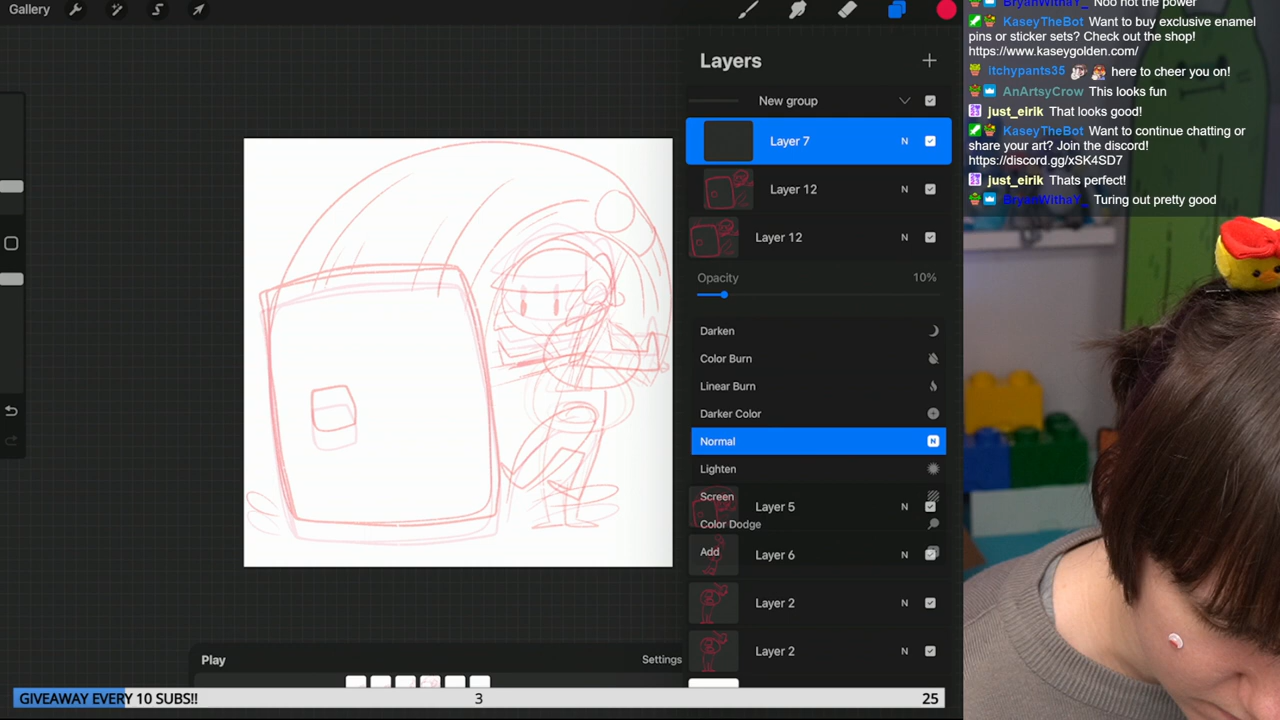 Gallery
Layers
New group
Layer 7
N
Layer 12
N
Layer 12
N
Opacity
10%
Darken
Color Burn
Linear Burn
Darker Color
Normal
N
Lighten
Screen
Layer 5
Color Dodge
Add
Layer 6
N
Layer 2
N
Layer 2
N
Play
Settings
GIVEAWAY EVERY 10 SUBS!!
3
25
BryanWithaY_ Noo not the power
KaseyTheBot Want to buy exclusive enamel
pins or sticker sets? Check out the shop!
https://www.kaseygolden.com/
itchypants35 here to cheer you on!
AnArtsyCrow This looks fun
just_eirik That looks good!
KaseyTheBot Want to continue chatting or
share your art? Join the discord!
https://discord.gg/xSK4SD7
just_eirik Thats perfect!
BryanWithaY_ Turing out pretty good